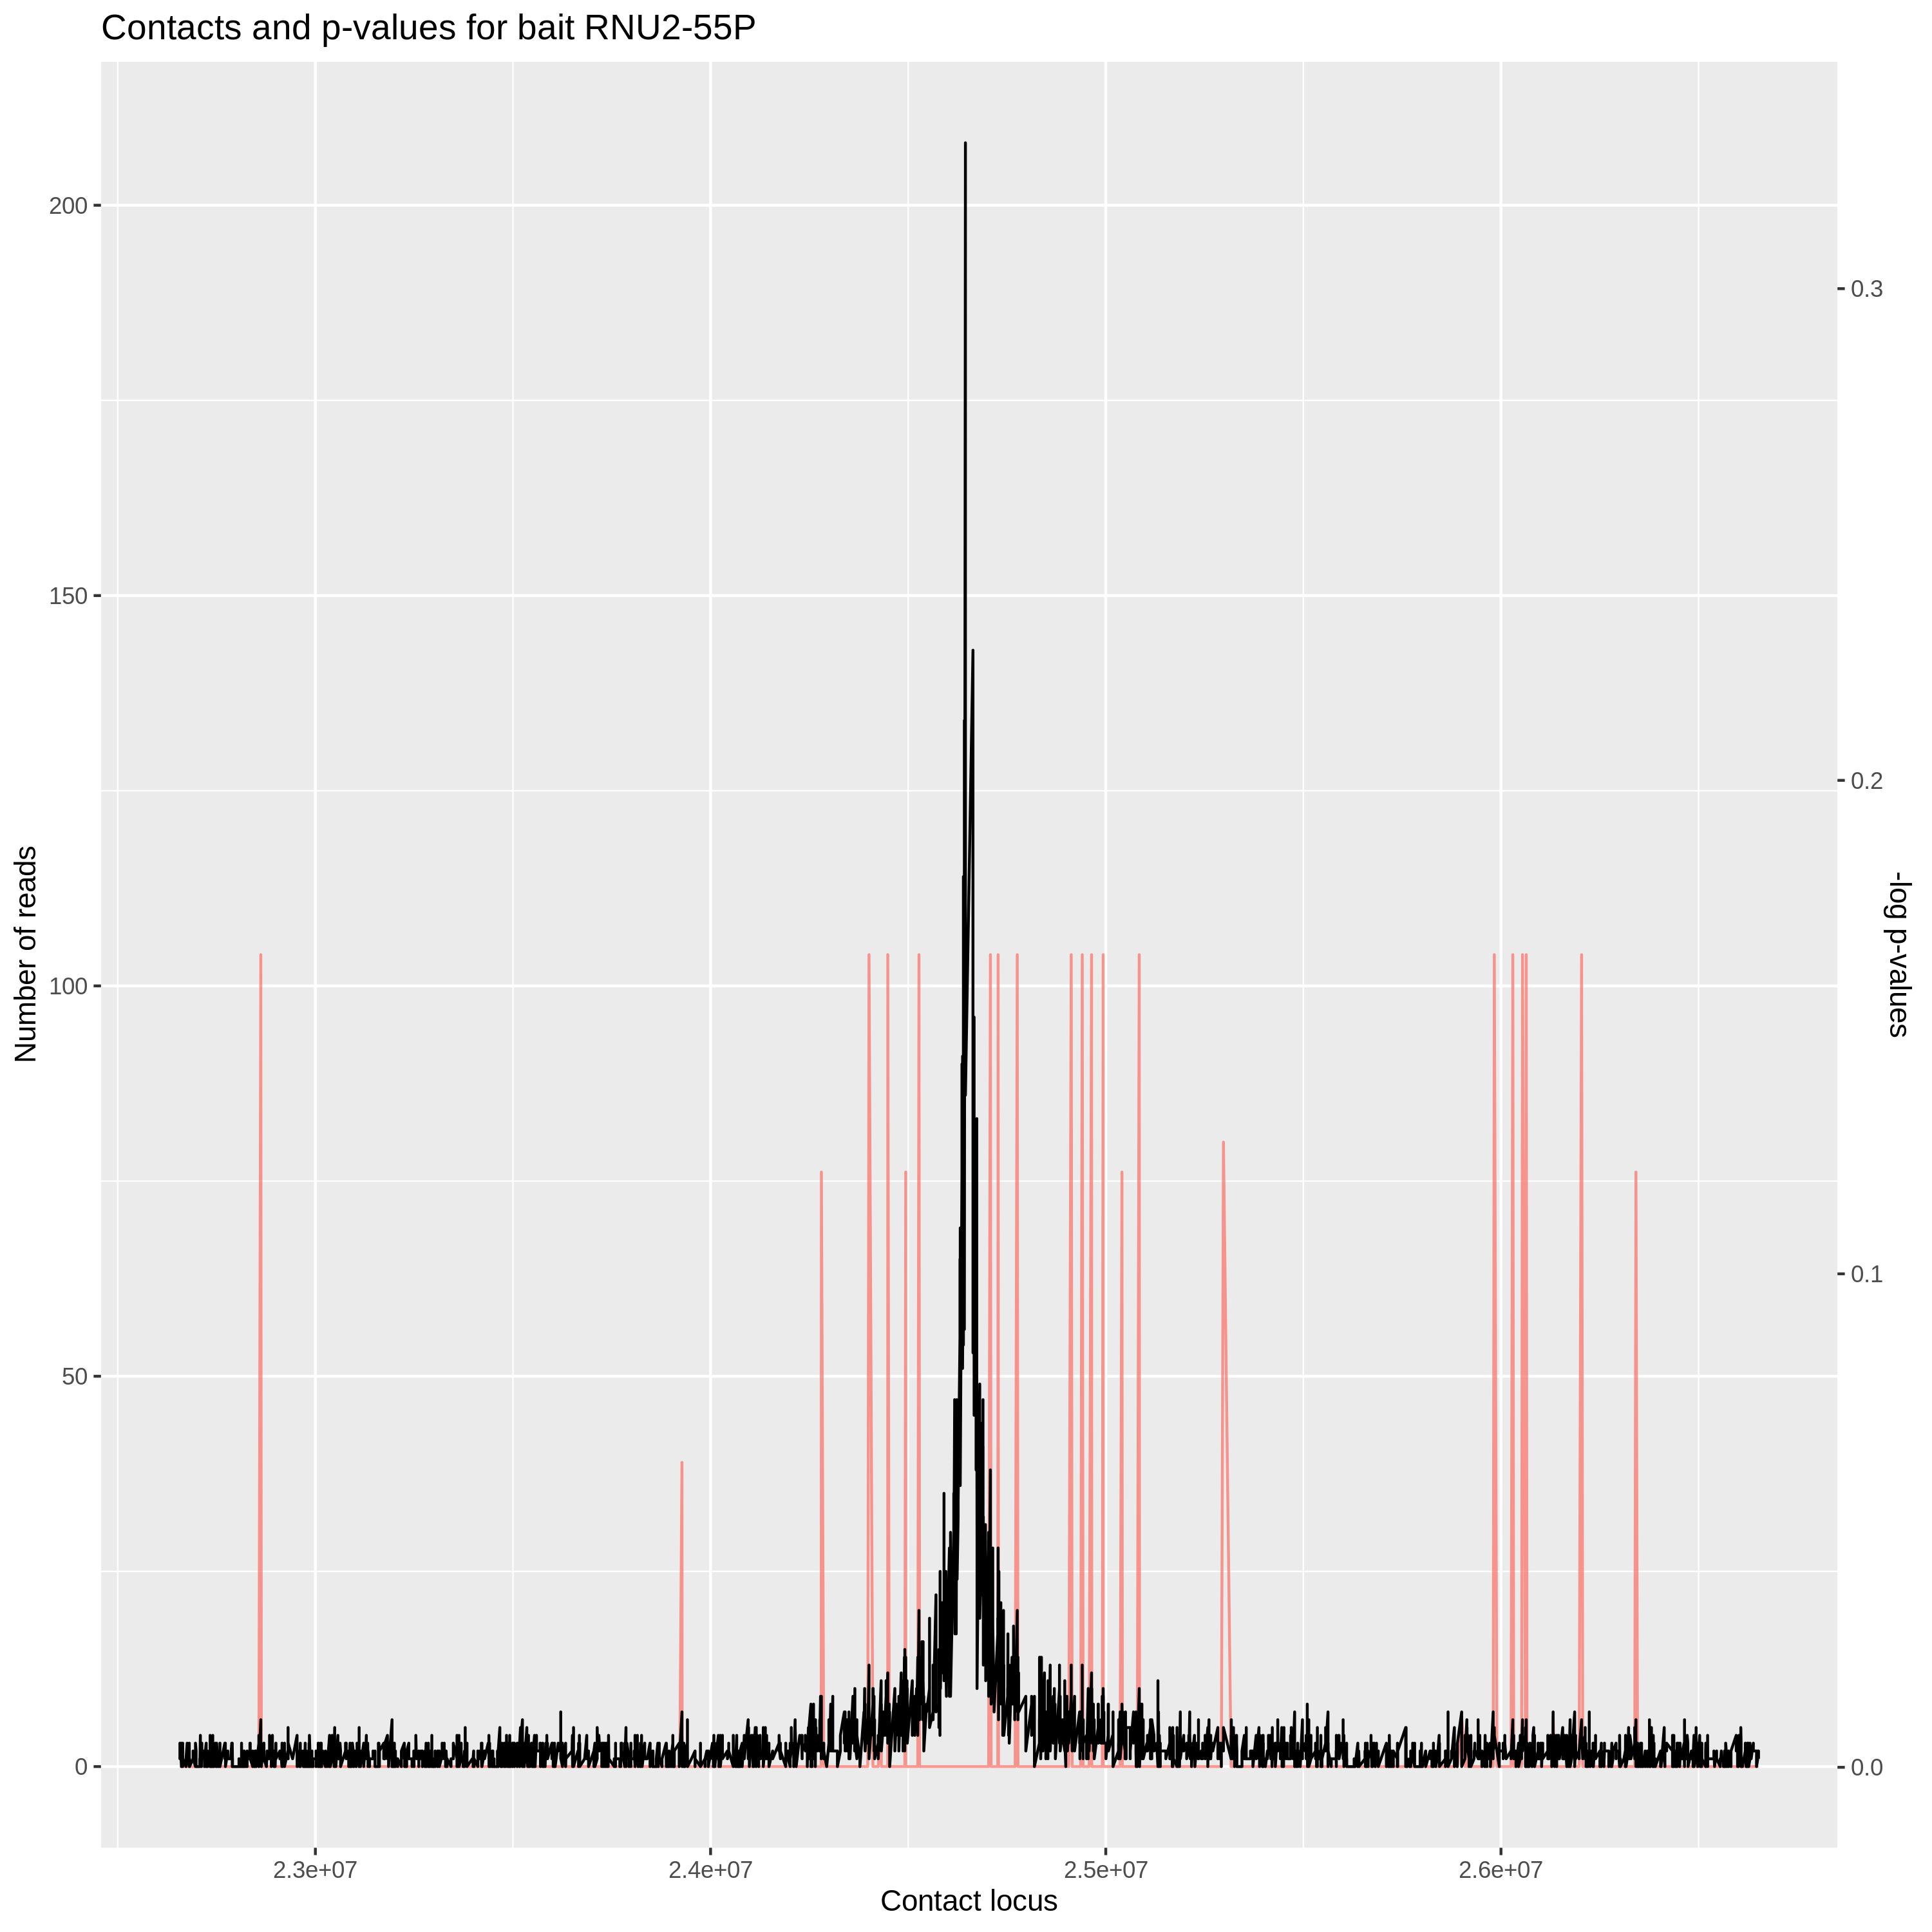 Contacts and p-values for bait RNU2-55P
200
150
100
50
0
0.3
0.2
0.1
0.0
Number of reads
-log p-values
2.3e+07
2.4e+07
2.5e+07
2.6e+07
Contact locus